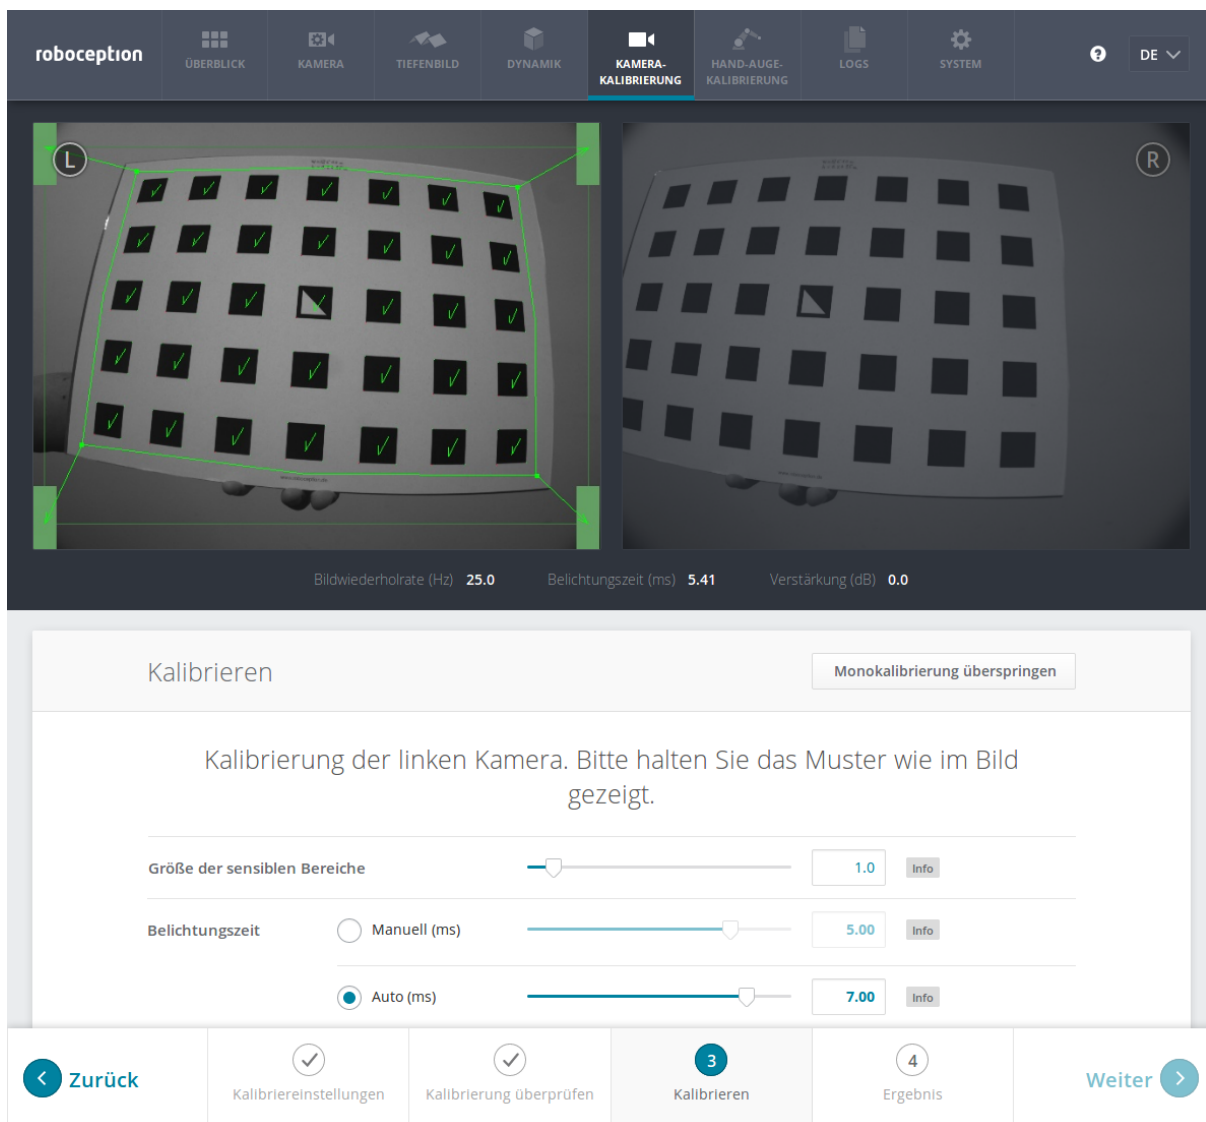 roboception
ÜBERBLICK
KAMERA
TIEFENBILD
DYNAMIK
KAMERA-
KALIBRIERUNG
HAND-AUGE-
KALIBRIERUNG
LOGS
SYSTEM
?
DE
L
R
Bildwiederholrate (Hz) 25.0 Belichtungszeit (ms) 5.41 Verstärkung (dB) 0.0
Kalibrieren
Monokalibrierung überspringen
Kalibrierung der linken Kamera. Bitte halten Sie das Muster wie im Bild
gezeigt.
Größe der sensiblen Bereiche 1.0 Info
Belichtungszeit Manuell (ms) 5.00 Info
Auto (ms) 7.00 Info
Zurück
Kalibriereinstellungen
Kalibrierung überprüfen
3
Kalibrieren
4
Ergebnis
Weiter